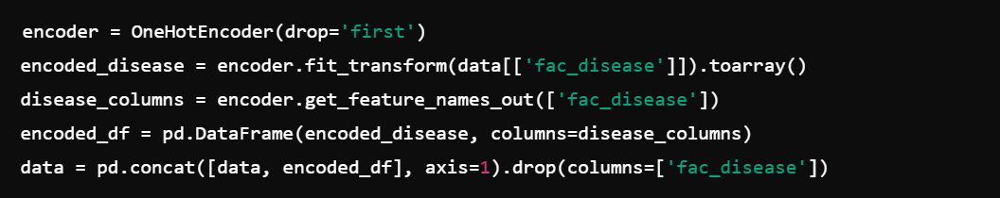 encoder = OneHotEncoder(drop='first')
encoded_disease = encoder.fit_transform(data[['fac_disease']]).toarray()
disease_columns = encoder.get_feature_names_out(['fac_disease'])
encoded_df = pd.DataFrame(encoded_disease, columns=disease_columns)
data = pd.concat([data, encoded_df], axis=1).drop(columns=['fac_disease'])